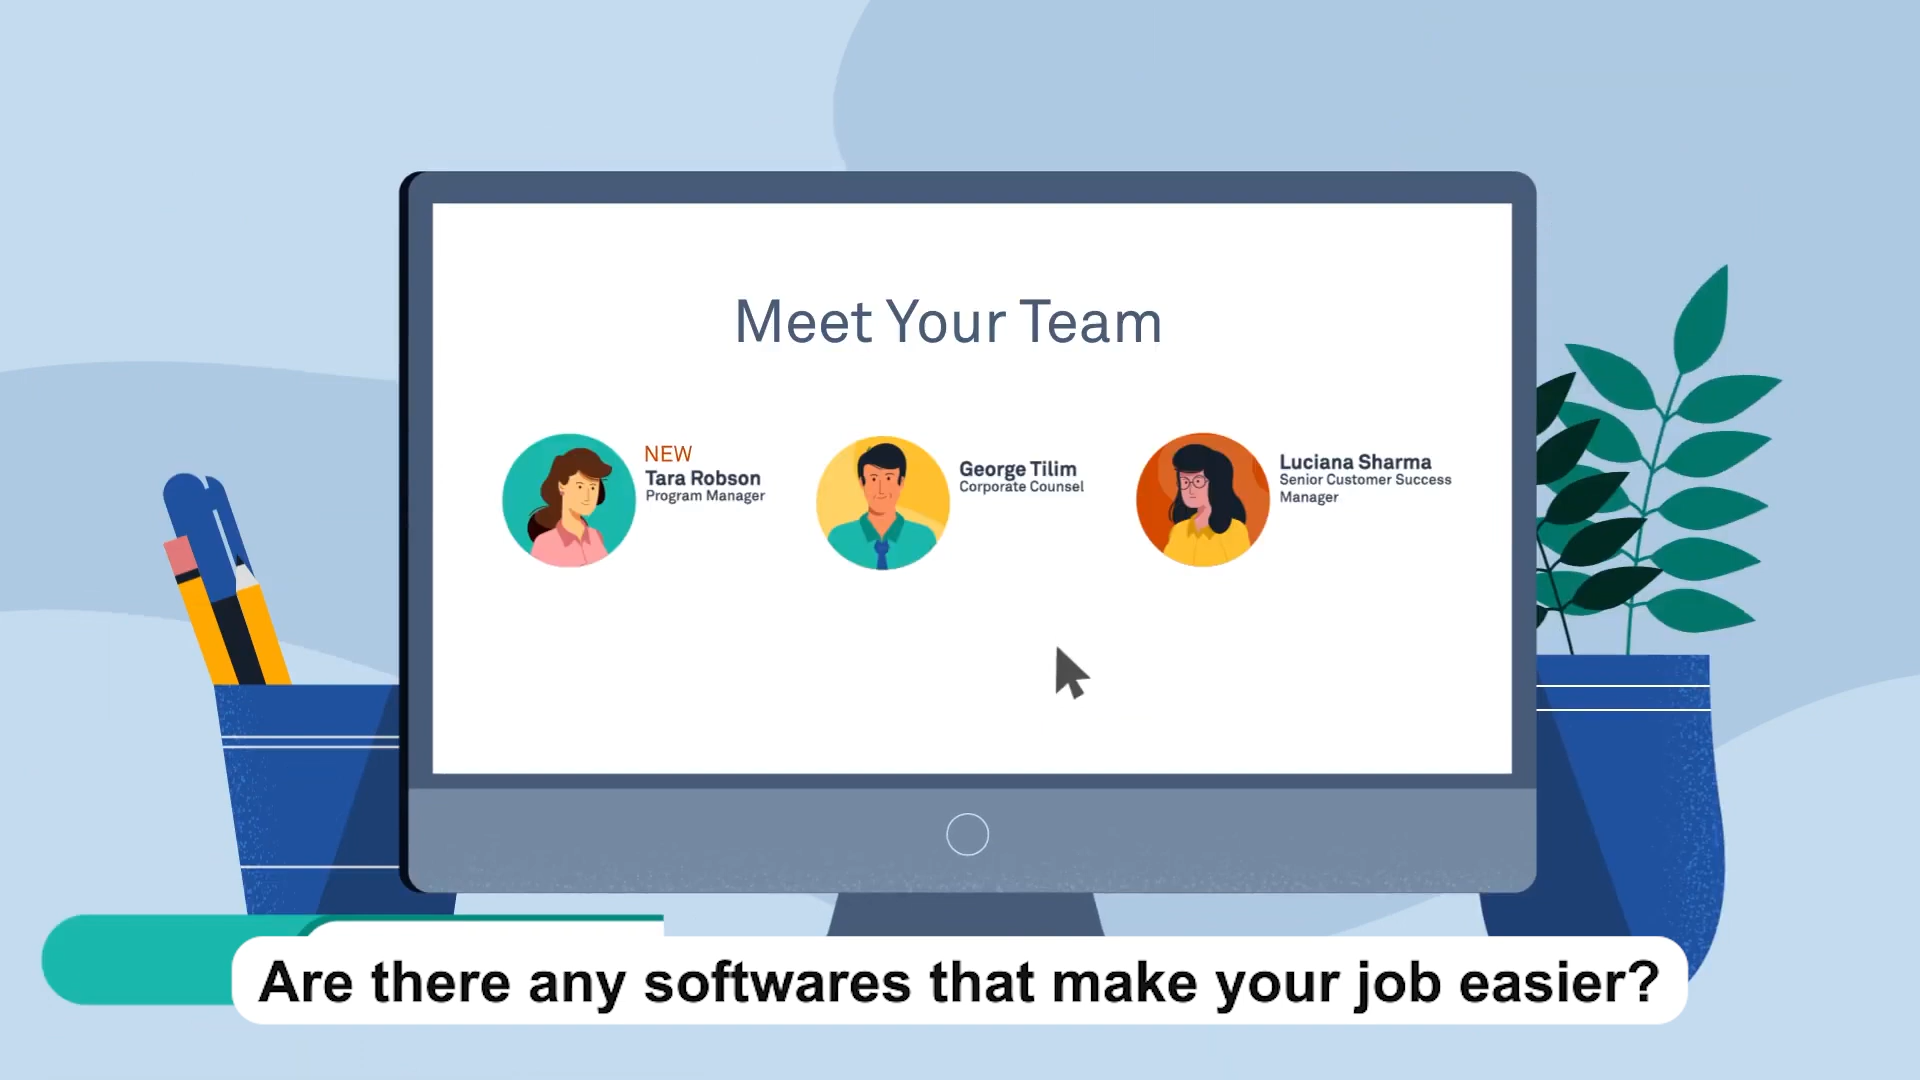 Meet Your Team
NEW
Tara Robson
Program Manager
George Tilim
Corporate Counsel
Luciana Sharma
Senior Customer Success
Manager
Are there any softwares that make your job easier?